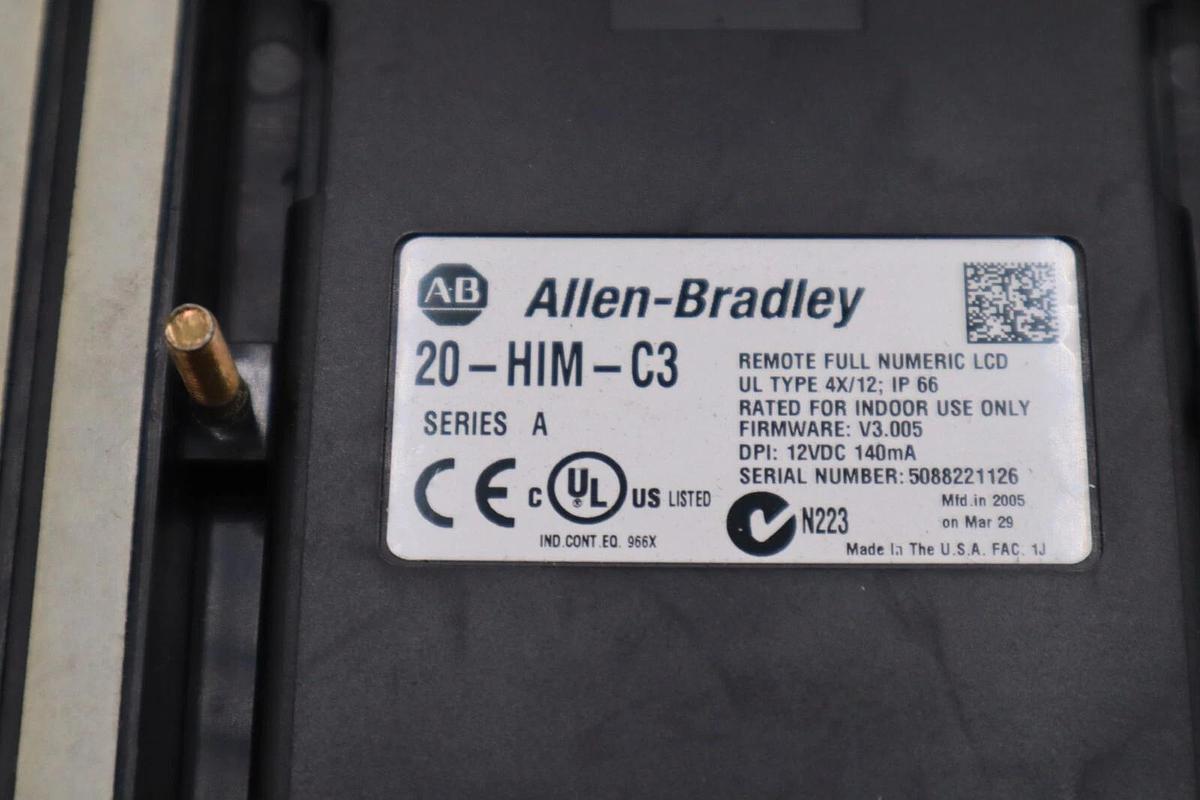 A-B Allen-Bradley
20-HIM-C3
SERIES A
REMOTE FULL NUMERIC LCD
UL TYPE 4X/12; IP 66
RATED FOR INDOOR USE ONLY
FIRMWARE: V3.005
DPI: 12VDC 140mA
SERIAL NUMBER: 5088221126
CE C UL US LISTED
IND.CONT.EQ. 966X
N223
Mfd.in 2005
on Mar 29
Made In The U.S.A. FAC. 1J